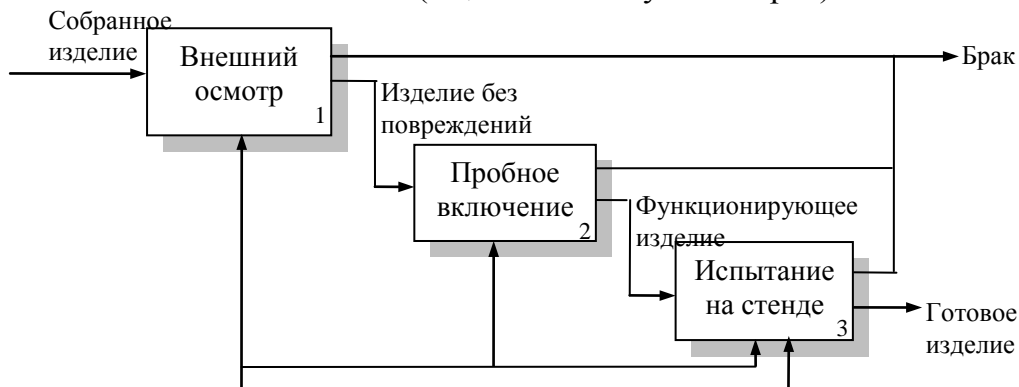 Собранное
изделие
Внешний
осмотр
1
Брак
Изделие без
повреждений
Пробное
включение
2
Функционирующее
изделие
Испытание
на стенде
3
Готовое
изделие